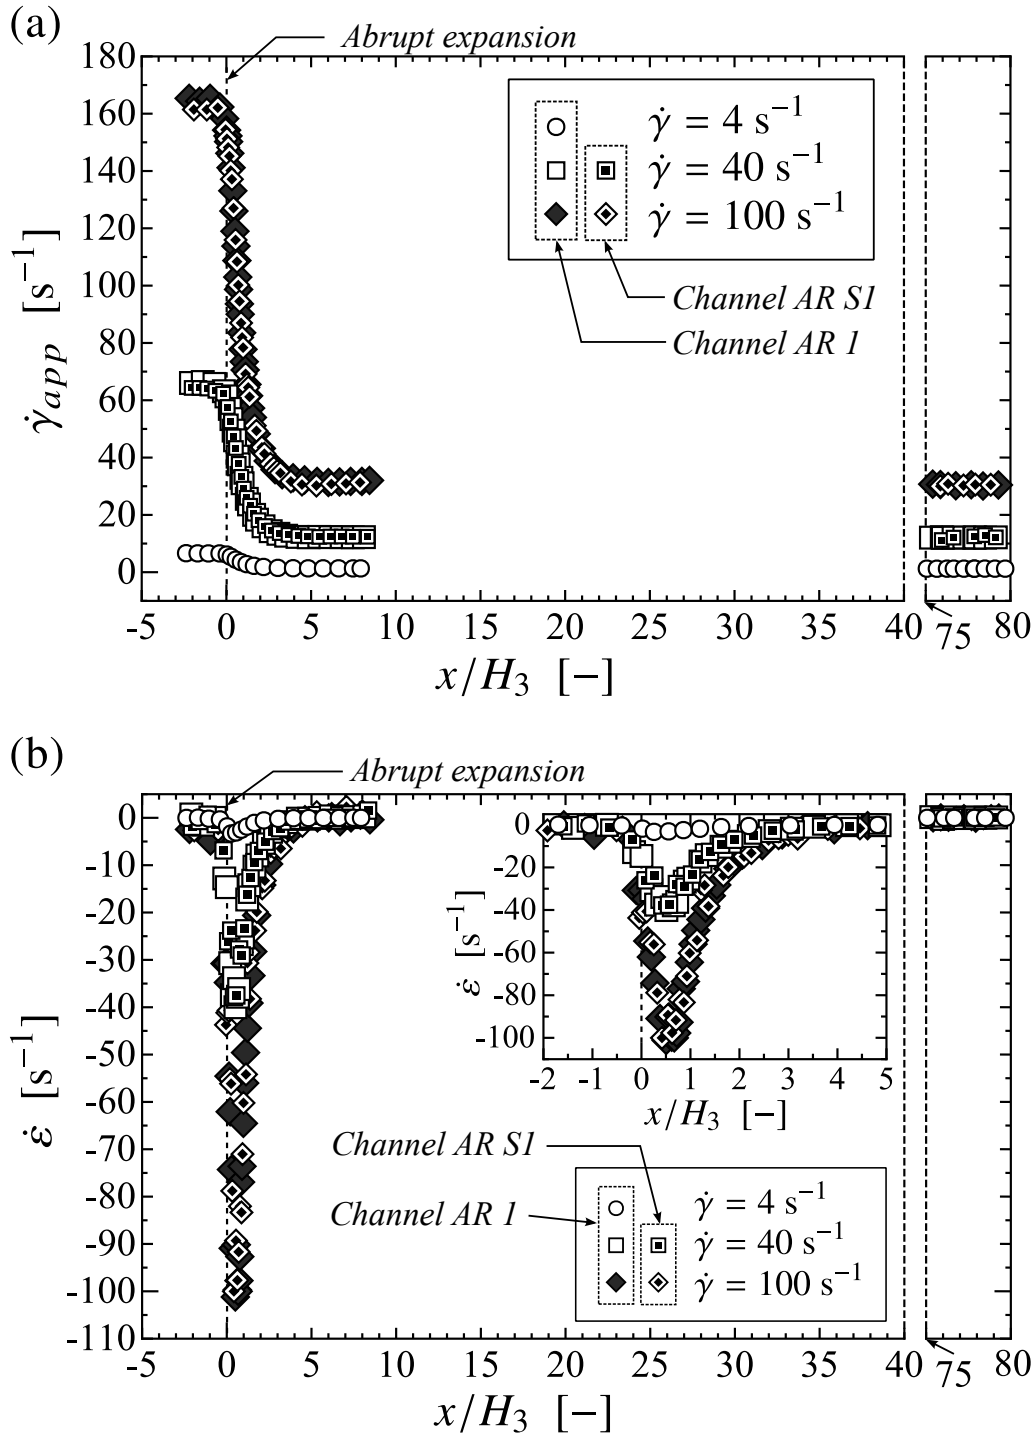 (a)
Abrupt expansion
180
160
140
120
100
80
60
40
20
0
γ̇app [s⁻¹]
γ̇ = 4 s⁻¹
γ̇ = 40 s⁻¹
γ̇ = 100 s⁻¹
Channel AR S1
Channel AR 1
-5 0 5 10 15 20 25 30 35 40 75 80
x/H₃ [−]
(b)
Abrupt expansion
0
-10
-20
-30
-40
-50
-60
-70
-80
-90
-100
-110
ε̇ [s⁻¹]
0
-20
-40
-60
-80
-100
ε̇ [s⁻¹]
-2 -1 0 1 2 3 4 5
x/H₃ [−]
Channel AR S1
Channel AR 1
γ̇ = 4 s⁻¹
γ̇ = 40 s⁻¹
γ̇ = 100 s⁻¹
-5 0 5 10 15 20 25 30 35 40 75 80
x/H₃ [−]